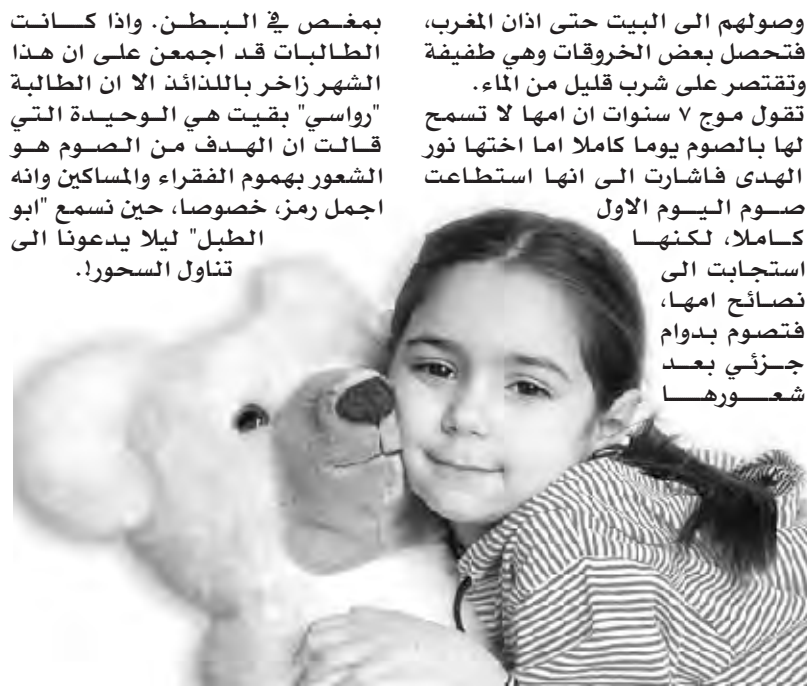 وصولهم الى البيت حتى اذان المغرب،
فتحصل بعض الخروقات وهي طفيفة
وتقتصر على شرب قليل من الماء.
تقول موج ٧ سنوات ان امها لا تسمح
لها بالصوم يوما كاملا اما اختها نور
الهدى فاشارت الى انها استطاعت
صوم اليوم الاول
كاملا، لكنها
استجابت الى
نصائح امها،
فتصوم بدوام
جزئي بعد
شعورها
بمغص في البطن. واذا كانت
الطالبات قد اجمعن على ان هذا
الشهر زاخر باللذائذ الا ان الطالبة
"رواسي" بقيت هي الوحيدة التي
قالت ان الهدف من الصوم هو
الشعور بهموم الفقراء والمساكين وانه
اجمل رمز، خصوصا، حين نسمع "ابو
الطبل" ليلا يدعونا الى
تناول السحور!.